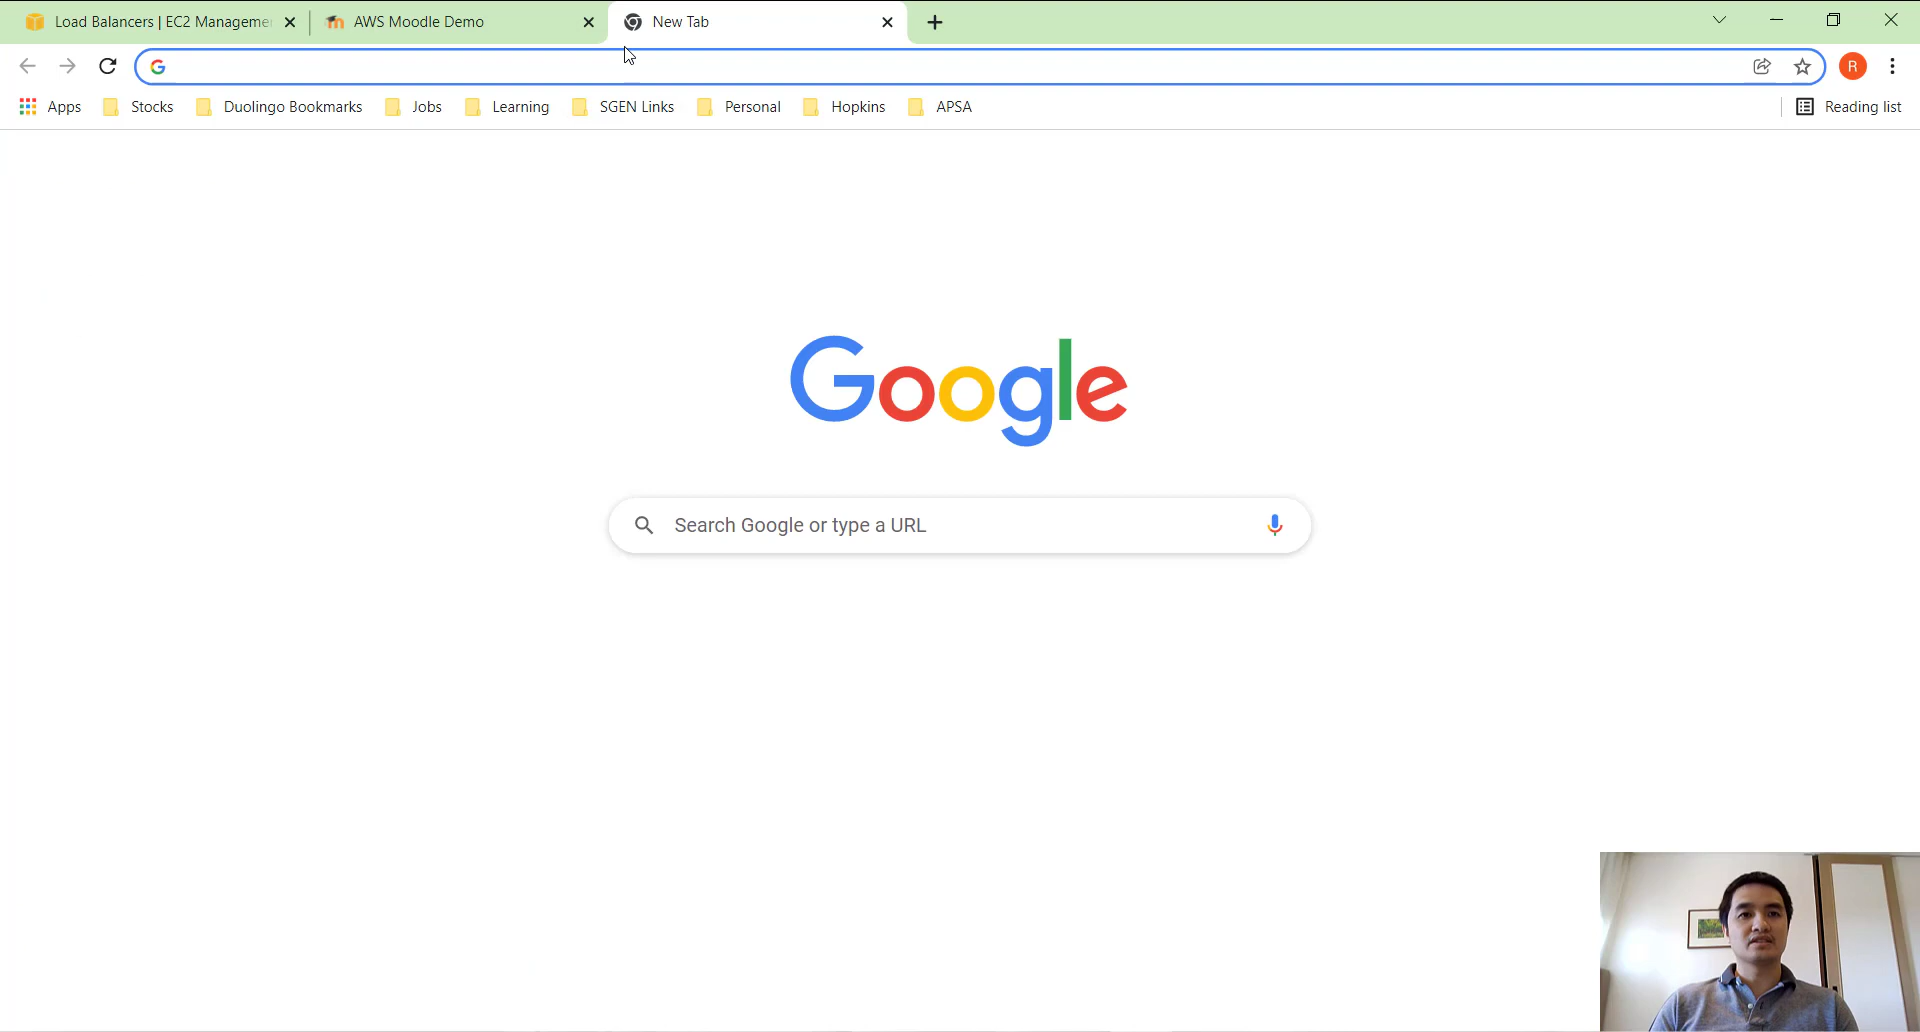 Load Balancers | EC2 Manageme
AWS Moodle Demo
New Tab
R
Apps
Stocks
Duolingo Bookmarks
Jobs
Learning
SGEN Links
Personal
Hopkins
APSA
Reading list
Google
Search Google or type a URL